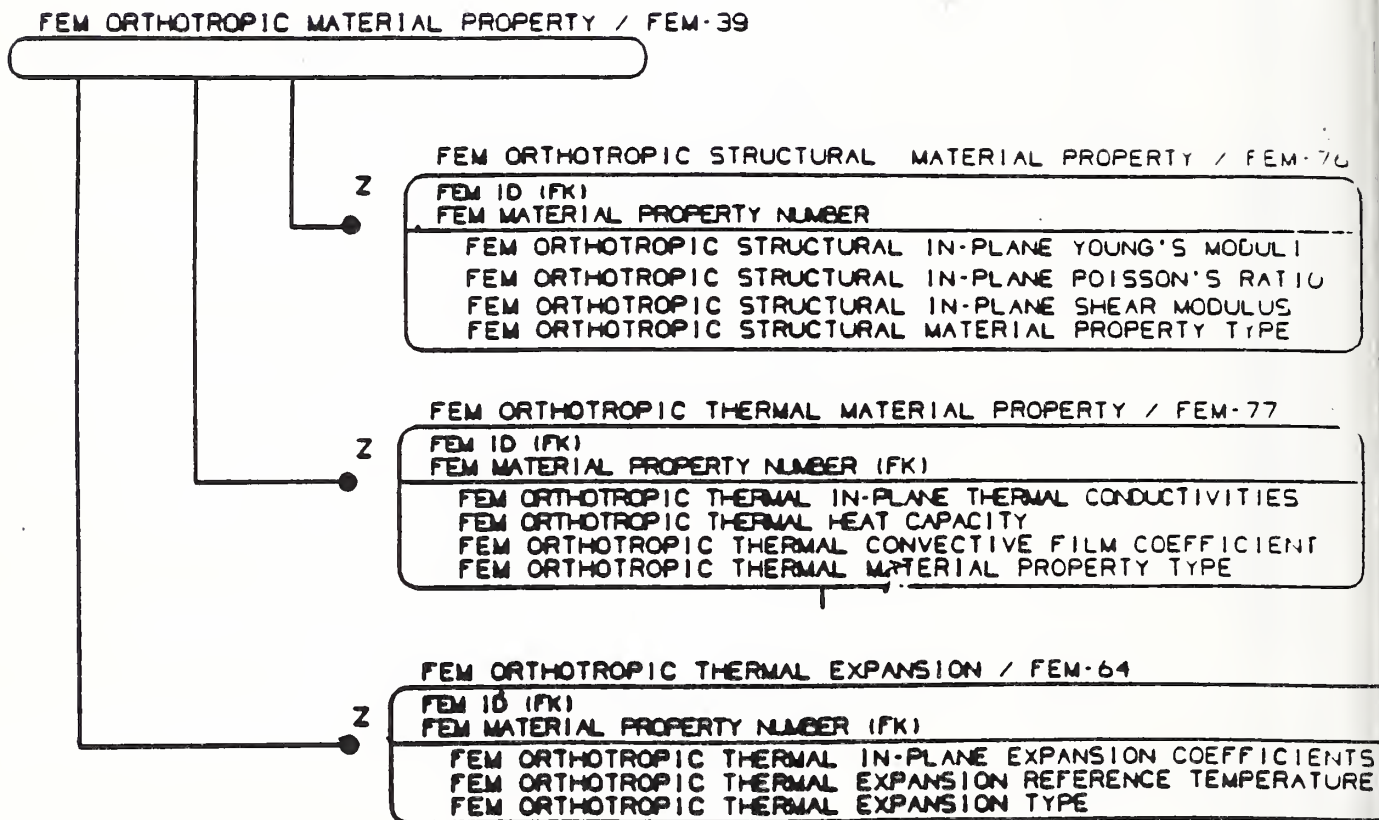 FEM ORTHOTROPIC MATERIAL PROPERTY / FEM-39
FEM ORTHOTROPIC STRUCTURAL MATERIAL PROPERTY / FEM-76
Z
FEM ID (FK)
FEM MATERIAL PROPERTY NUMBER
FEM ORTHOTROPIC STRUCTURAL IN-PLANE YOUNG'S MODULI
FEM ORTHOTROPIC STRUCTURAL IN-PLANE POISSON'S RATIO
FEM ORTHOTROPIC STRUCTURAL IN-PLANE SHEAR MODULUS
FEM ORTHOTROPIC STRUCTURAL MATERIAL PROPERTY TYPE
FEM ORTHOTROPIC THERMAL MATERIAL PROPERTY / FEM-77
Z
FEM ID (FK)
FEM MATERIAL PROPERTY NUMBER (FK)
FEM ORTHOTROPIC THERMAL IN-PLANE THERMAL CONDUCTIVITIES
FEM ORTHOTROPIC THERMAL HEAT CAPACITY
FEM ORTHOTROPIC THERMAL CONVECTIVE FILM COEFFICIENT
FEM ORTHOTROPIC THERMAL MATERIAL PROPERTY TYPE
FEM ORTHOTROPIC THERMAL EXPANSION / FEM-64
Z
FEM ID (FK)
FEM MATERIAL PROPERTY NUMBER (FK)
FEM ORTHOTROPIC THERMAL IN-PLANE EXPANSION COEFFICIENTS
FEM ORTHOTROPIC THERMAL EXPANSION REFERENCE TEMPERATURE
FEM ORTHOTROPIC THERMAL EXPANSION TYPE